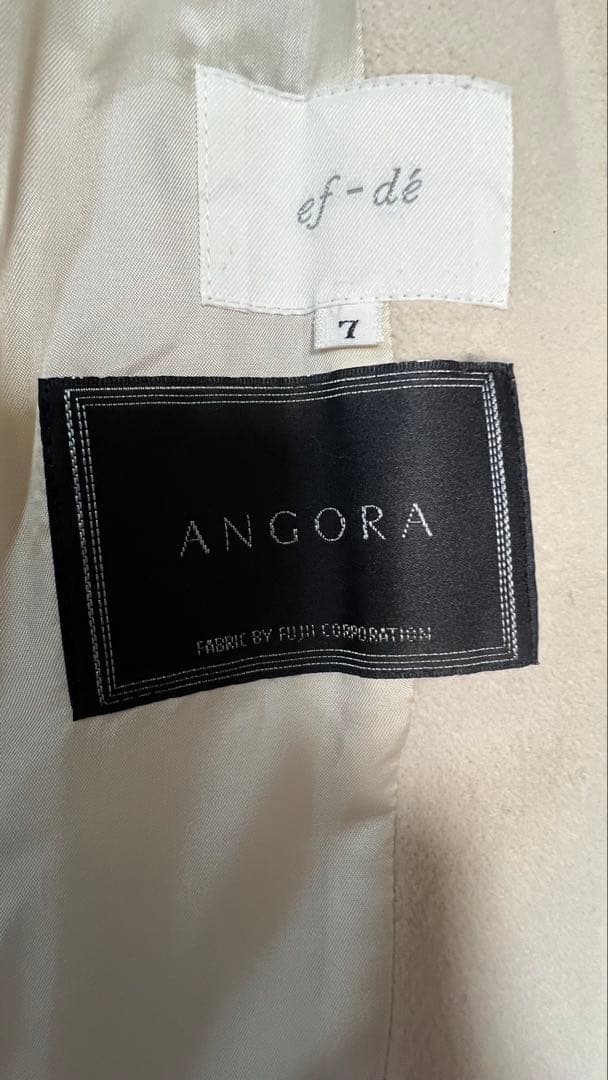 ef-dé
7
ANGORA
FABRIC BY FUJII CORPORATION